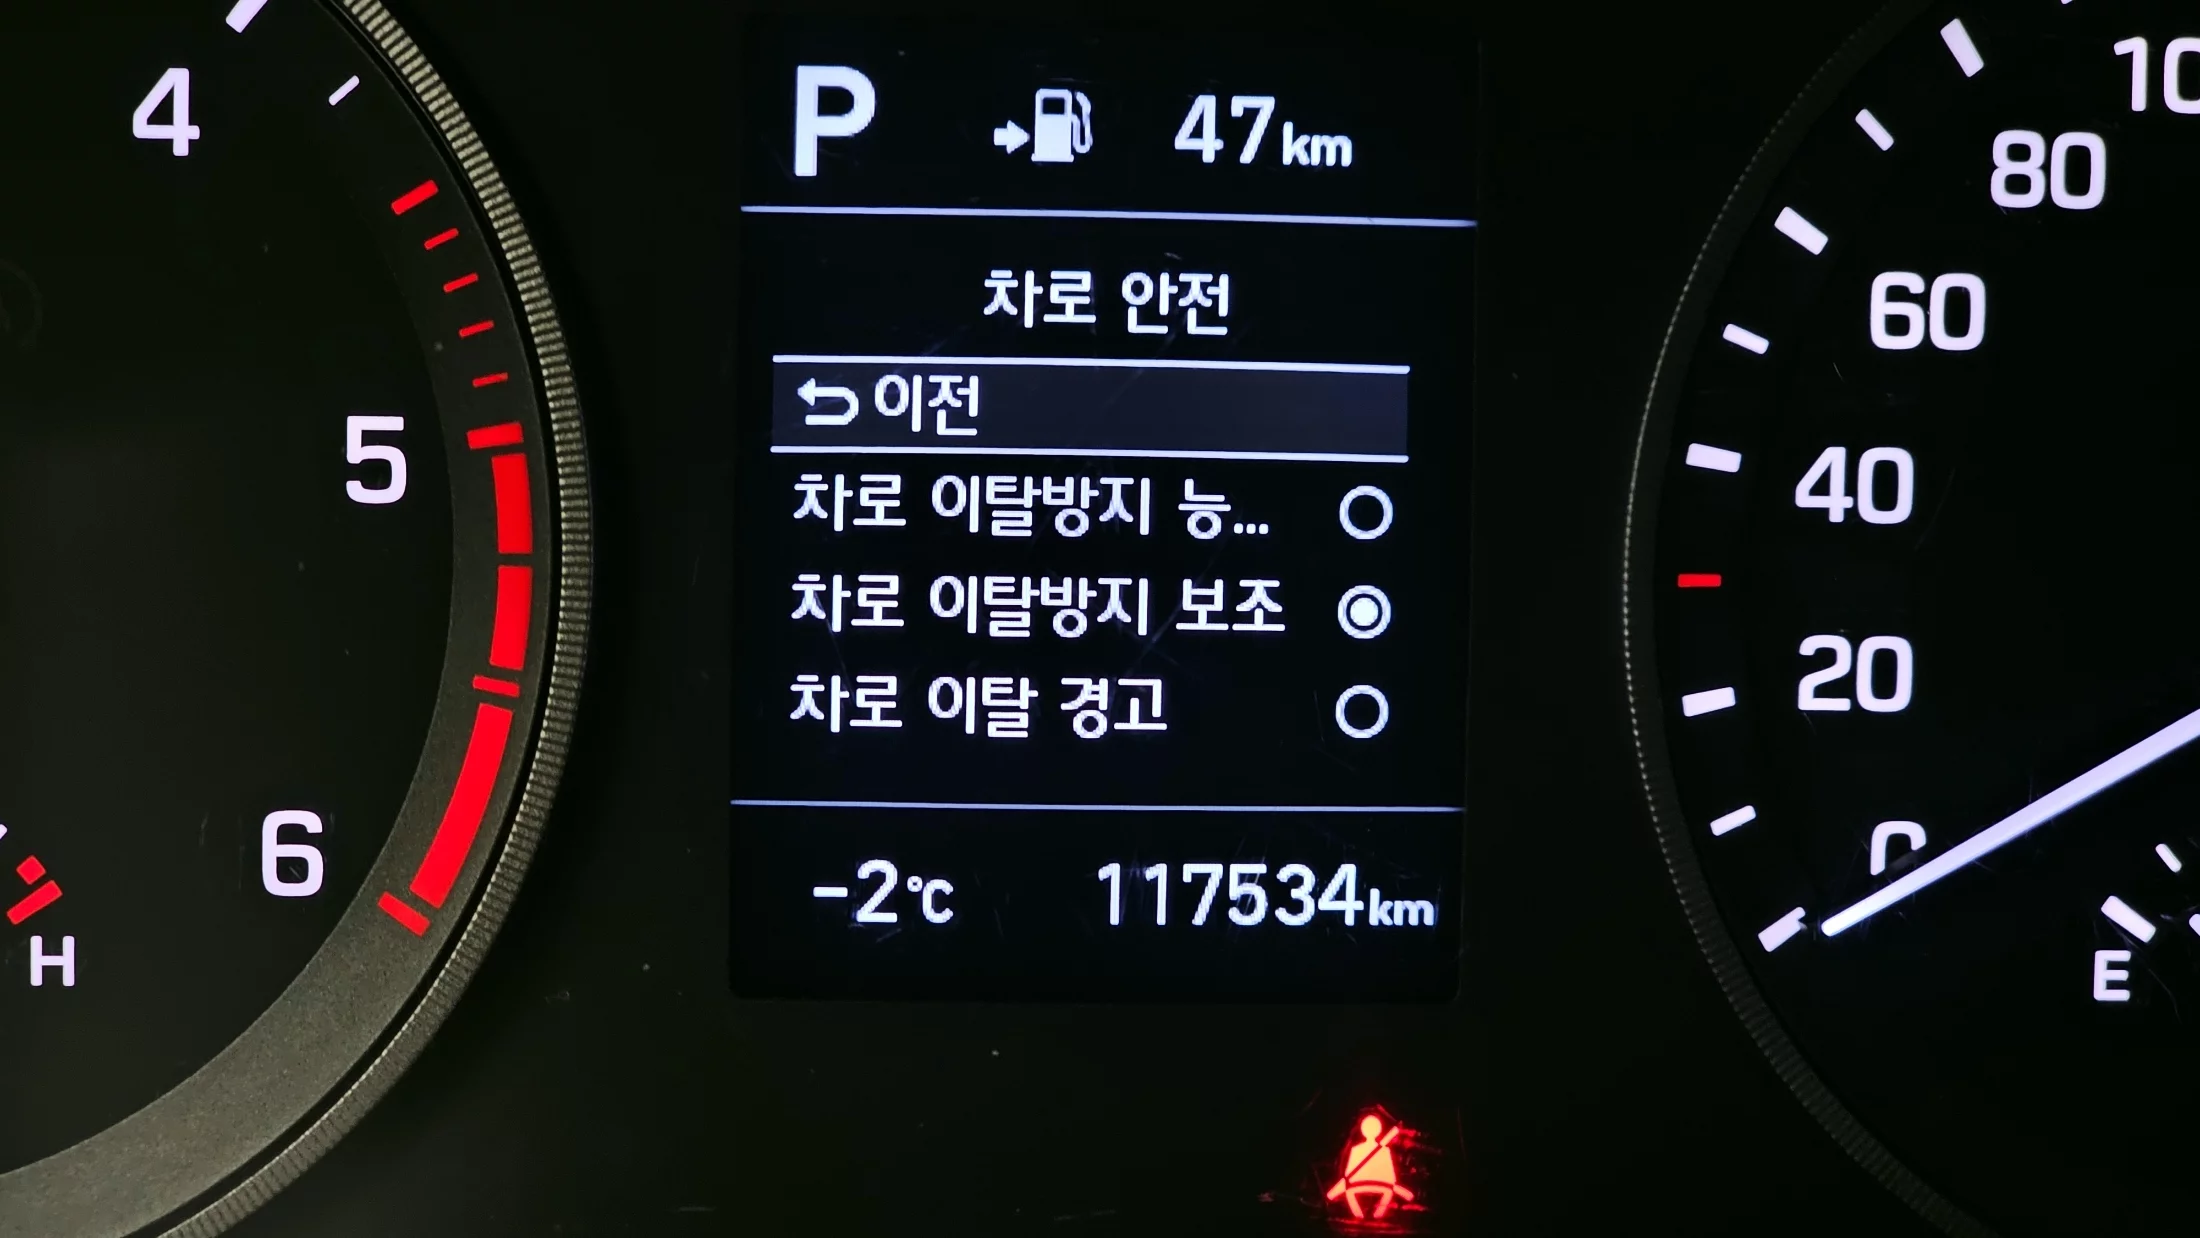 4
5
6
H
P 47km
차로 안전
이전
차로 이탈방지 능...
차로 이탈방지 보조
차로 이탈 경고
-2°C 117534km
80
60
40
20
0
E